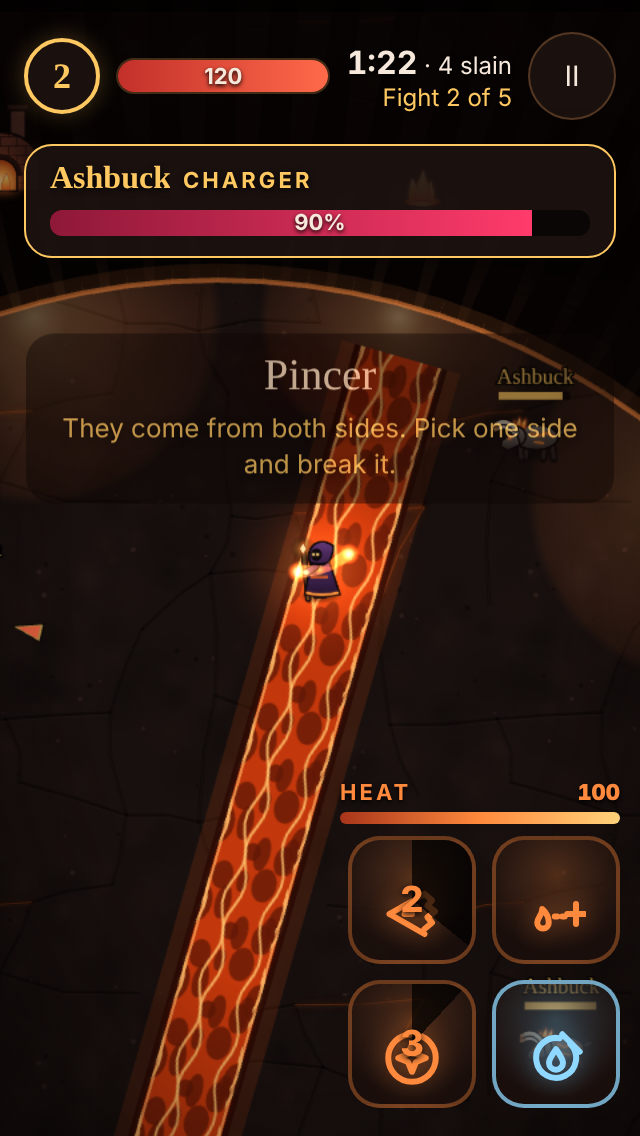 2
120
1:22 · 4 slain
Fight 2 of 5
Ashbuck CHARGER
90%
Pincer
Ashbuck
They come from both sides. Pick one side
and break it.
HEAT 100
2
Ashbuck
3